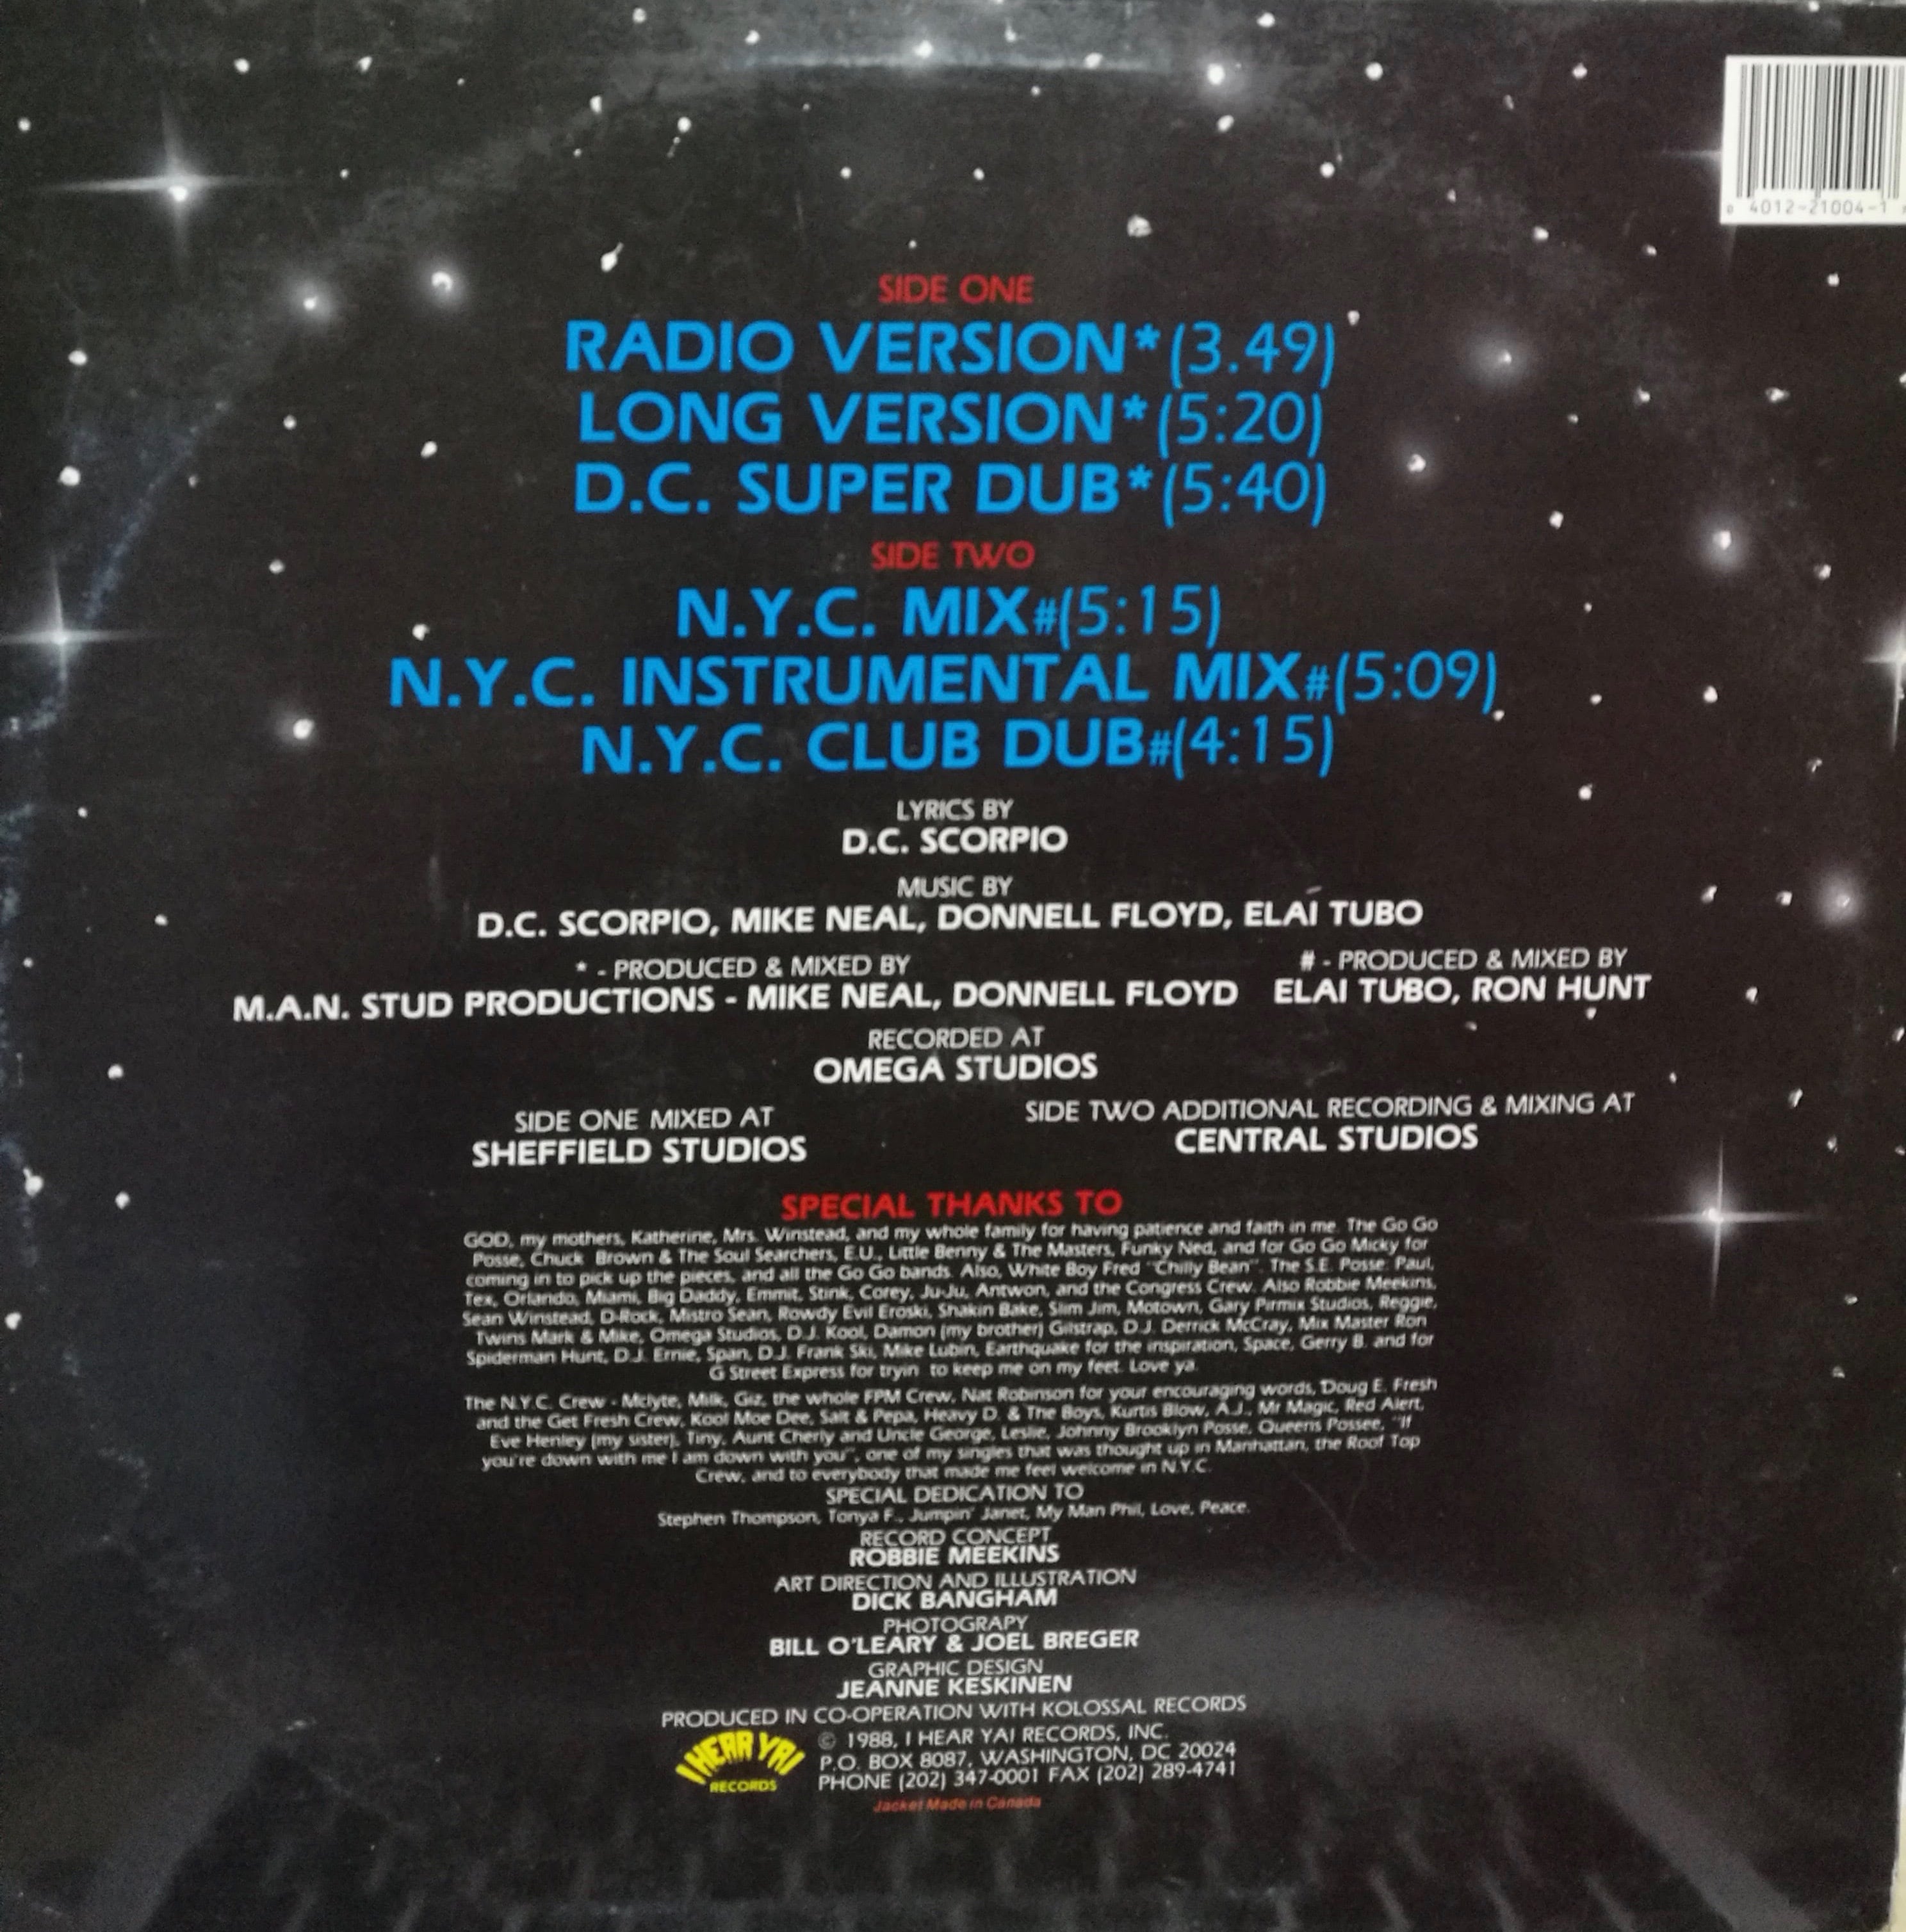 0 4012-21004-1
SIDE ONE
RADIO VERSION*(3.49)
LONG VERSION*(5:20)
D.C. SUPER DUB*(5:40)
SIDE TWO
N.Y.C. MIX#(5:15)
N.Y.C. INSTRUMENTAL MIX#(5:09)
N.Y.C. CLUB DUB#(4:15)
LYRICS BY
D.C. SCORPIO
MUSIC BY
D.C. SCORPIO, MIKE NEAL, DONNELL FLOYD, ELAI TUBO
* - PRODUCED & MIXED BY
M.A.N. STUD PRODUCTIONS - MIKE NEAL, DONNELL FLOYD
# - PRODUCED & MIXED BY
ELAI TUBO, RON HUNT
RECORDED AT
OMEGA STUDIOS
SIDE ONE MIXED AT
SHEFFIELD STUDIOS
SIDE TWO ADDITIONAL RECORDING & MIXING AT
CENTRAL STUDIOS
SPECIAL THANKS TO
GOD, my mothers, Katherine, Mrs. Winstead, and my whole family for having patience and faith in me. The Go Go
Posse, Chuck Brown & The Soul Searchers, E.U., Little Benny & The Masters, Funky Ned, and for Go Go Micky for
coming in to pick up the pieces, and all the Go Go bands. Also, White Boy Fred "Chilly Bean". The S.E. Posse: Paul,
Tex, Orlando, Miami, Big Daddy, Emmit, Stink, Corey, Ju-Ju, Antwon, and the Congress Crew. Also Robbie Meekins,
Sean Winstead, D-Rock, Mistro Sean, Rowdy Evil Eroski, Shakin Bake, Slim Jim, Motown, Gary Pirmix Studios, Reggie,
Twins Mark & Mike, Omega Studios, D.J. Kool, Damon (my brother) Gilstrap, D.J. Derrick McCray, Mix Master Ron
Spiderman Hunt, D.J. Ernie, Span, D.J. Frank Ski, Mike Lubin, Earthquake for the inspiration, Space, Gerry B. and for
G Street Express for tryin to keep me on my feet. Love ya.
The N.Y.C. Crew - Mclyte, Milk, Giz, the whole FPM Crew, Nat Robinson for your encouraging words, Doug E. Fresh
and the Get Fresh Crew, Kool Moe Dee, Salt & Pepa, Heavy D. & The Boys, Kurtis Blow, A.J., Mr Magic, Red Alert,
Eve Henley (my sister), Tiny, Aunt Cherly and Uncle George, Leslie, Johnny Brooklyn Posse, Queens Possee, "If
you're down with me I am down with you", one of my singles that was thought up in Manhattan, the Roof Top
Crew, and to everybody that made me feel welcome in N.Y.C.
SPECIAL DEDICATION TO
Stephen Thompson, Tonya F., Jumpin' Janet, My Man Phil, Love, Peace.
RECORD CONCEPT
ROBBIE MEEKINS
ART DIRECTION AND ILLUSTRATION
DICK BANGHAM
PHOTOGRAPY
BILL O'LEARY & JOEL BREGER
GRAPHIC DESIGN
JEANNE KESKINEN
PRODUCED IN CO-OPERATION WITH KOLOSSAL RECORDS
I HEAR YA!
RECORDS
© 1988, I HEAR YA! RECORDS, INC.
P.O. BOX 8087, WASHINGTON, DC 20024
PHONE (202) 347-0001 FAX (202) 289-4741
Jacket Made in Canada